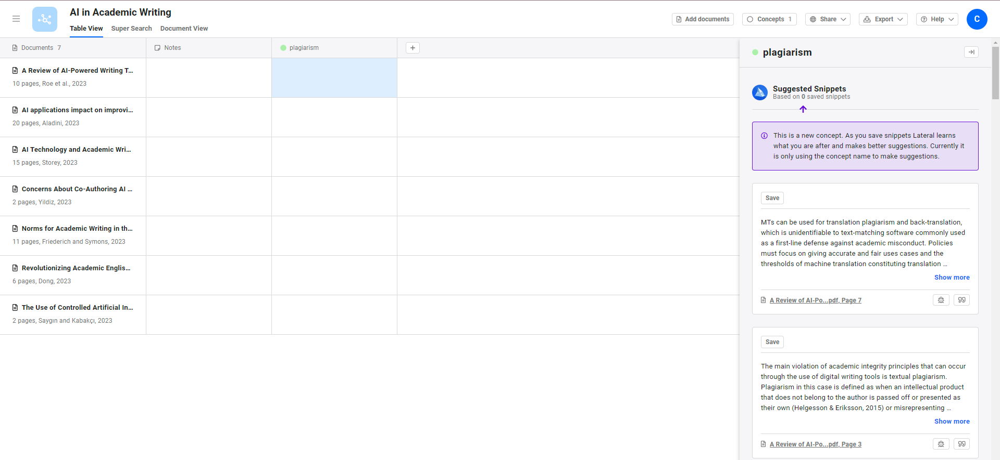 AI in Academic Writing
Table View Super Search Document View
Add documents
Concepts 1
Share
Export
Help
C
Documents 7
Notes
plagiarism
+
A Review of AI-Powered Writing T...
10 pages, Roe et al., 2023
AI applications impact on improvi...
20 pages, Aladini, 2023
AI Technology and Academic Wri...
15 pages, Storey, 2023
Concerns About Co-Authoring AI ...
2 pages, Yildiz, 2023
Norms for Academic Writing in th...
11 pages, Friederich and Symons, 2023
Revolutionizing Academic Englis...
6 pages, Dong, 2023
The Use of Controlled Artificial In...
2 pages, Saygın and Kabakçı, 2023
plagiarism
Suggested Snippets
Based on 0 saved snippets
This is a new concept. As you save snippets Lateral learns
what you are after and makes better suggestions. Currently it
is only using the concept name to make suggestions.
Save
MTs can be used for translation plagiarism and back-translation,
which is unidentifiable to text-matching software commonly used
as a first-line defense against academic misconduct. Policies
must focus on giving accurate and fair uses cases and the
thresholds of machine translation constituting translation ...
Show more
A Review of AI-Po...pdf, Page 7
Save
The main violation of academic integrity principles that can occur
through the use of digital writing tools is textual plagiarism.
Plagiarism in this case is defined as when an intellectual product
that does not belong to the author is passed off or presented as
their own (Helgesson & Eriksson, 2015) or misrepresenting ...
Show more
A Review of AI-Po...pdf, Page 3